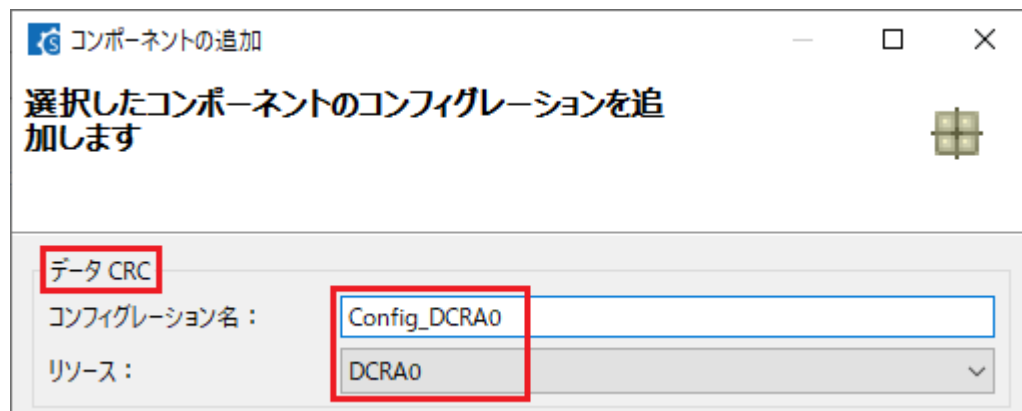 コンポーネントの追加
選択したコンポーネントのコンフィグレーションを追
加します
データ CRC
コンフィグレーション名：
Config_DCRA0
リソース：
DCRA0